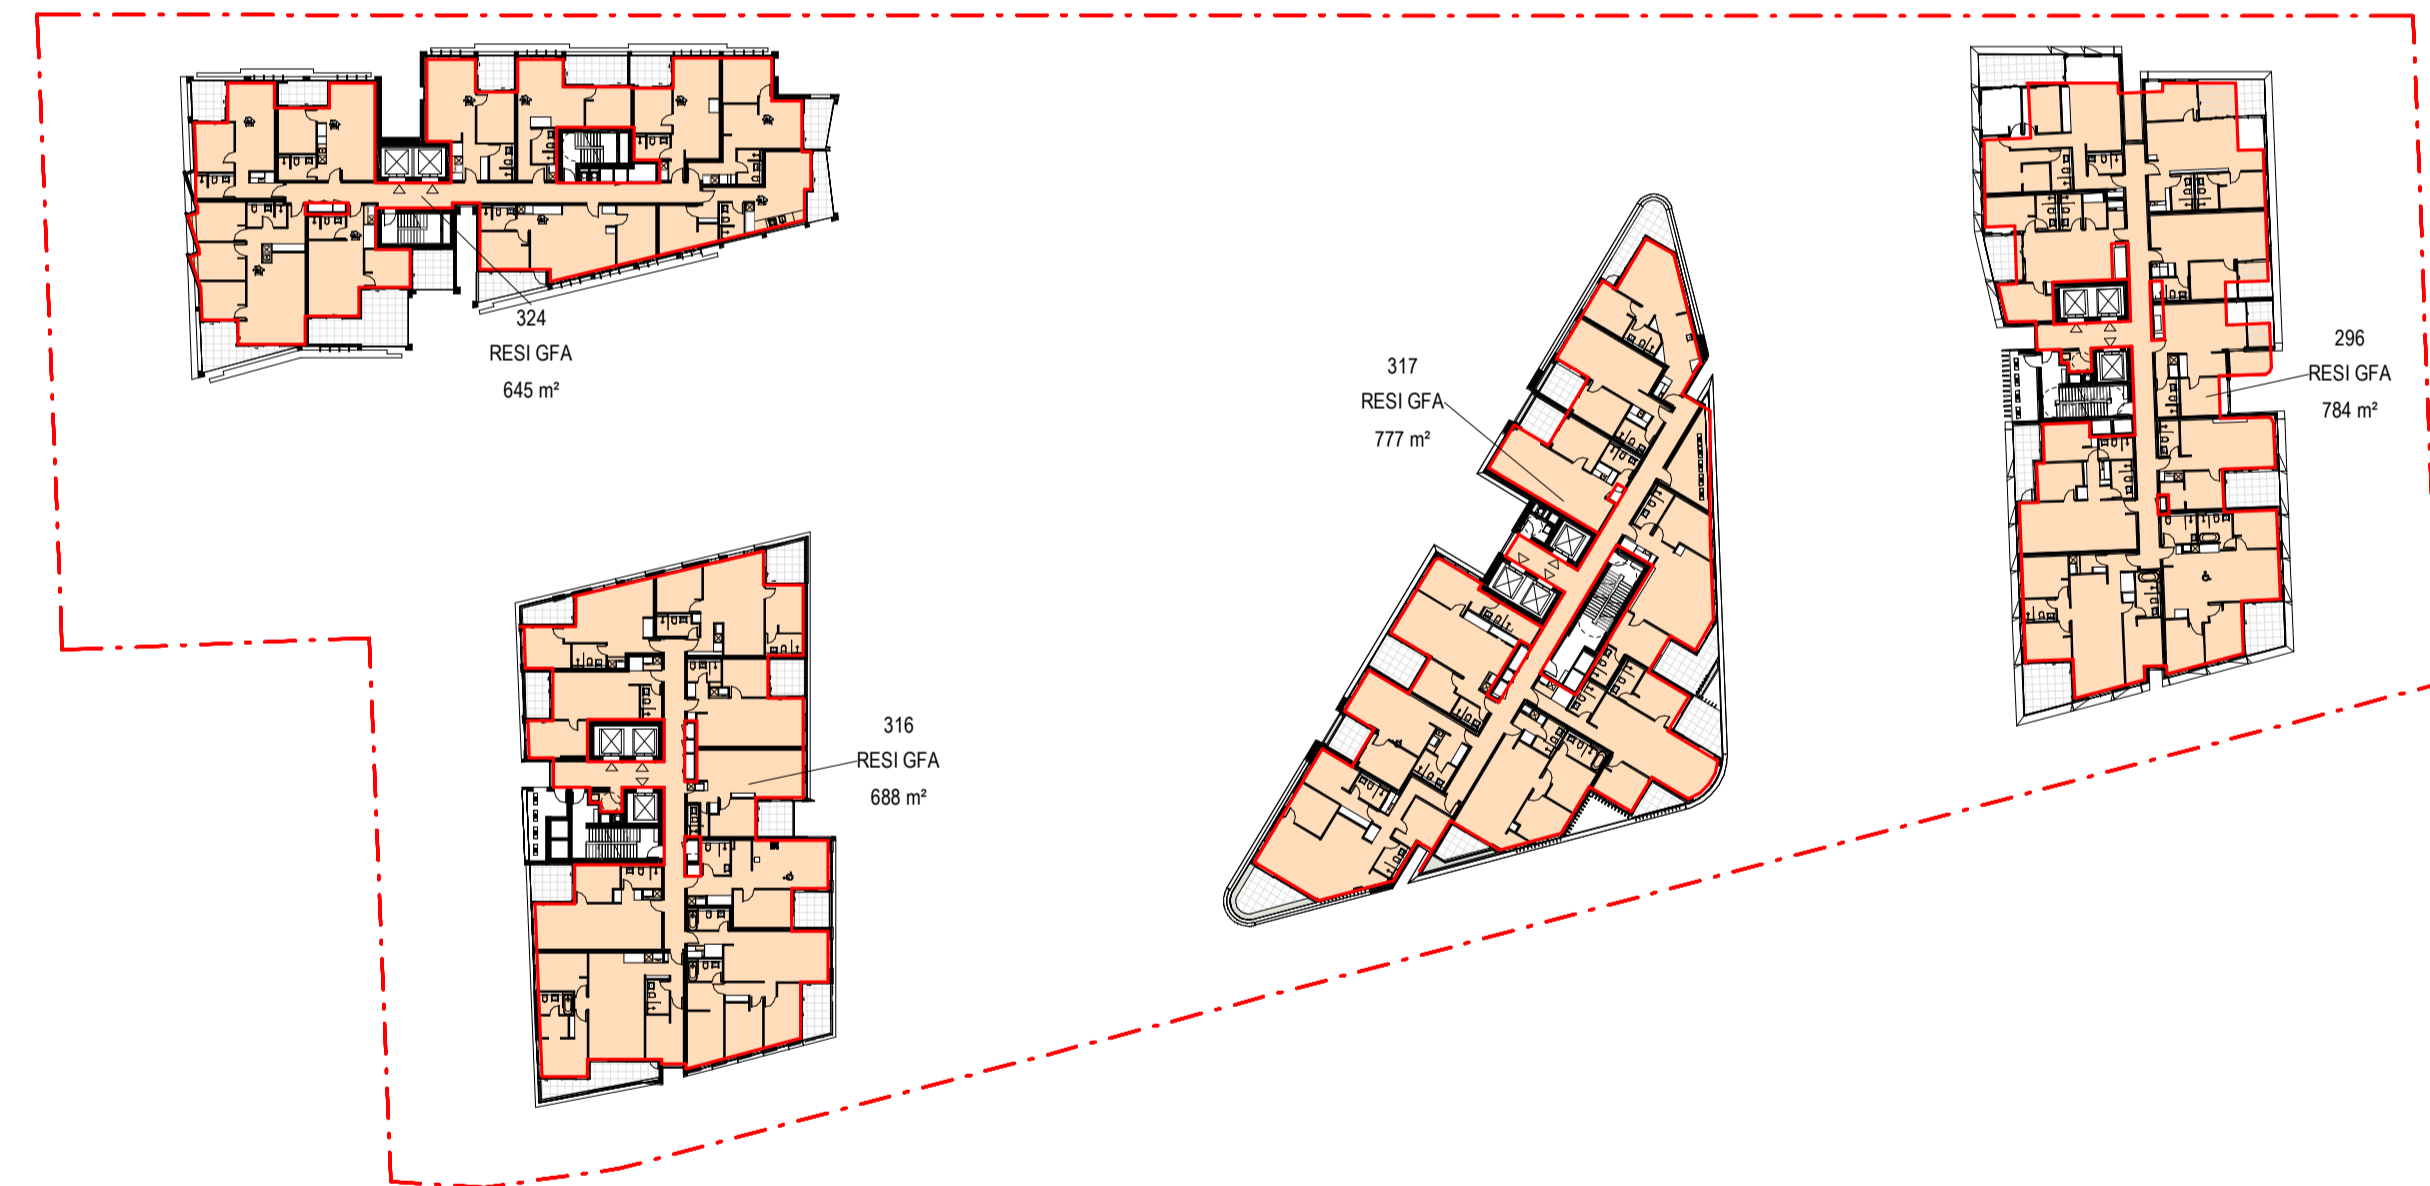 324
RESI GFA
645 m²
317
RESI GFA
777 m²
296
RESI GFA
784 m²
316
RESI GFA
688 m²